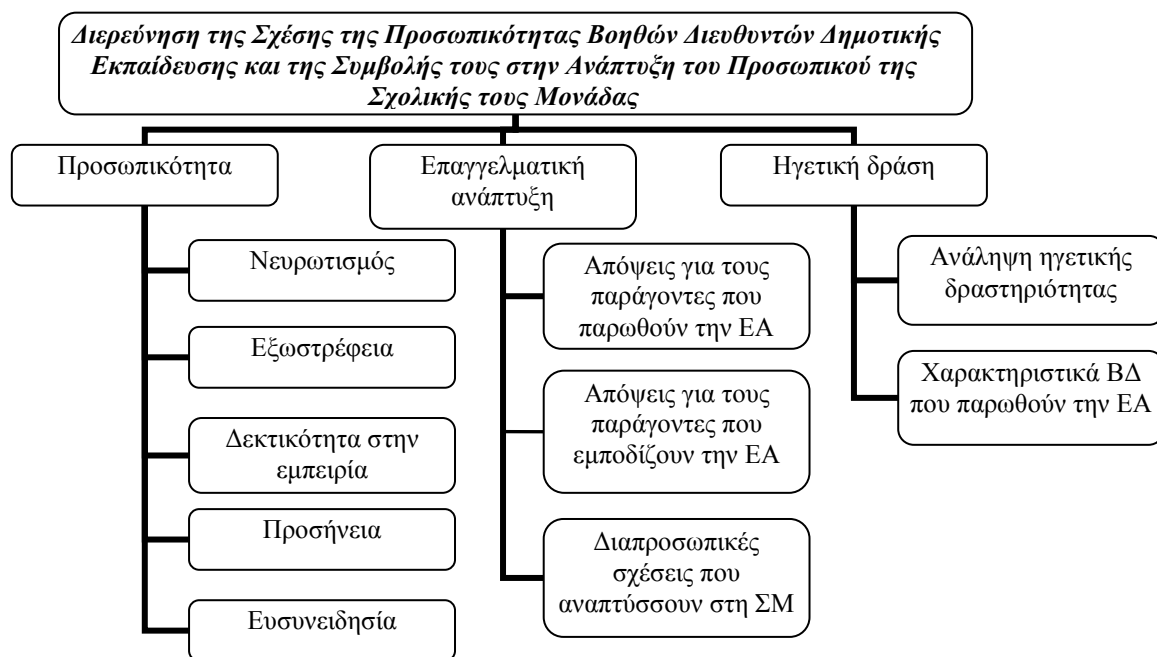 Διερεύνηση της Σχέσης της Προσωπικότητας Βοηθών Διευθυντών Δημοτικής
Εκπαίδευσης και της Συμβολής τους στην Ανάπτυξη του Προσωπικού της
Σχολικής τους Μονάδας
Προσωπικότητα
Νευρωτισμός
Εξωστρέφεια
Δεκτικότητα στην
εμπειρία
Προσήνεια
Ευσυνειδησία
Επαγγελματική
ανάπτυξη
Απόψεις για τους
παράγοντες που
παρωθούν την ΕΑ
Απόψεις για τους
παράγοντες που
εμποδίζουν την ΕΑ
Διαπροσωπικές
σχέσεις που
αναπτύσσουν στη ΣΜ
Ηγετική δράση
Ανάληψη ηγετικής
δραστηριότητας
Χαρακτηριστικά ΒΔ
που παρωθούν την ΕΑ